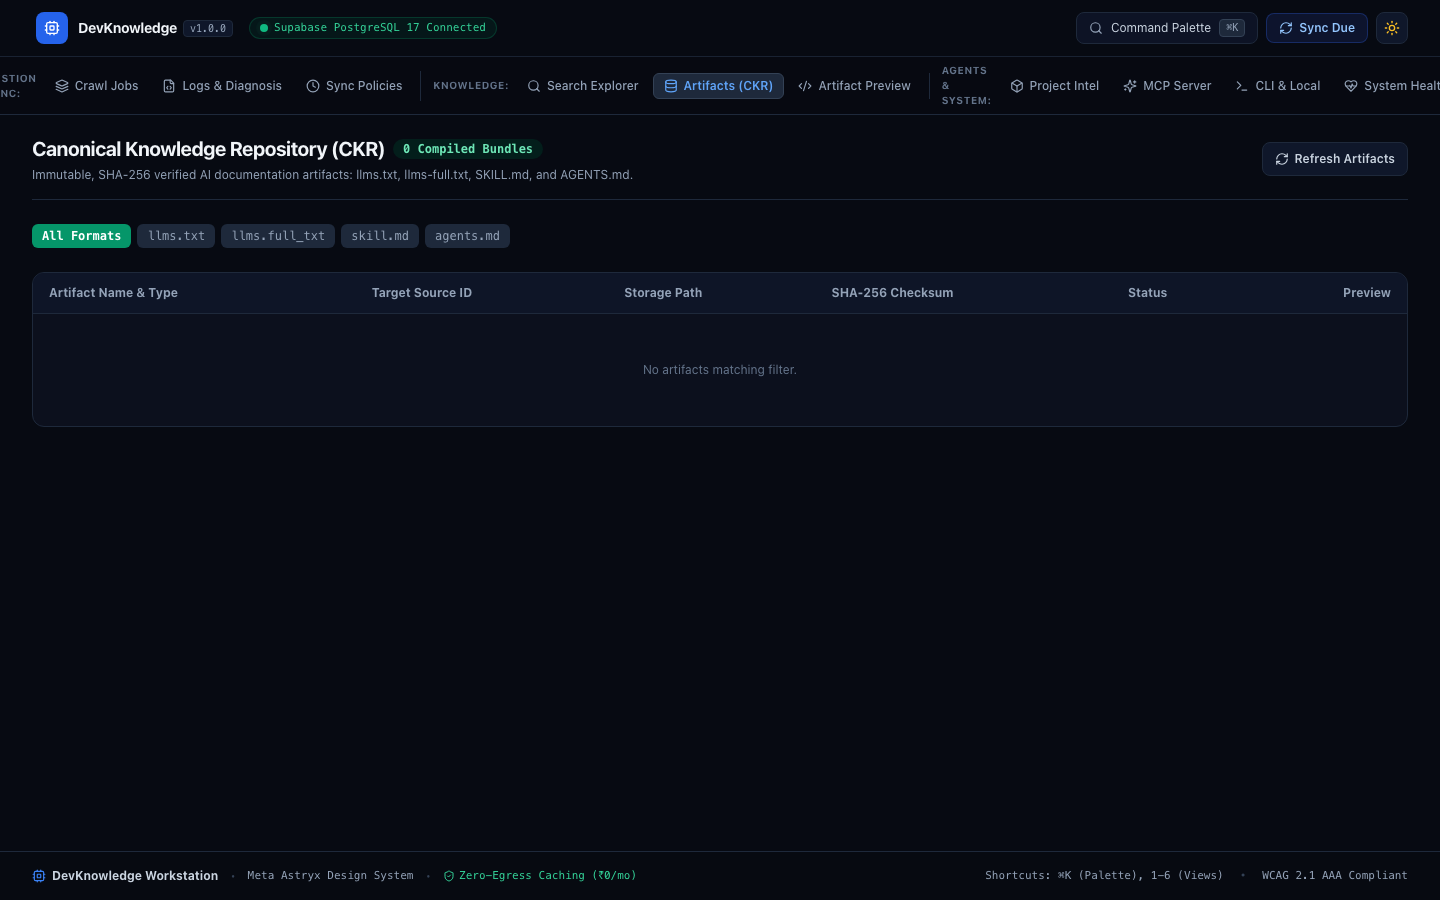 DevKnowledge v1.0.0 Supabase PostgreSQL 17 Connected Command Palette ⌘K Sync Due
STION
NC:
Crawl Jobs Logs & Diagnosis Sync Policies KNOWLEDGE: Search Explorer Artifacts (CKR) Artifact Preview
AGENTS
&
SYSTEM:
Project Intel MCP Server CLI & Local System Healt
Canonical Knowledge Repository (CKR) 0 Compiled Bundles
Immutable, SHA-256 verified AI documentation artifacts: llms.txt, llms-full.txt, SKILL.md, and AGENTS.md.
Refresh Artifacts
All Formats llms.txt llms.full_txt skill.md agents.md
Artifact Name & Type Target Source ID Storage Path SHA-256 Checksum Status Preview
No artifacts matching filter.
DevKnowledge Workstation • Meta Astryx Design System • Zero-Egress Caching (₹0/mo) Shortcuts: ⌘K (Palette), 1-6 (Views) • WCAG 2.1 AAA Compliant